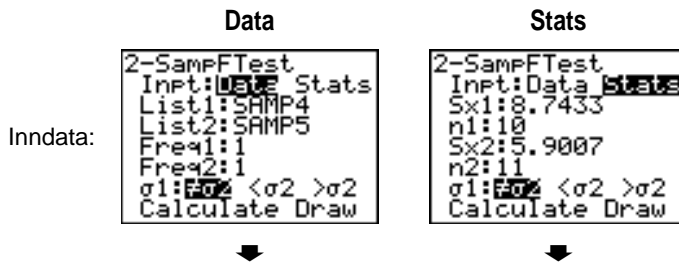 Data
Stats
Inndata:
2-SampFTest
Inpt:Data Stats
List1:SAMP4
List2:SAMP5
Freq1:1
Freq2:1
σ1:≠σ2 <σ2 >σ2
Calculate Draw
2-SampFTest
Inpt:Data Stats
Sx1:8.7433
n1:10
Sx2:5.9007
n2:11
σ1:≠σ2 <σ2 >σ2
Calculate Draw